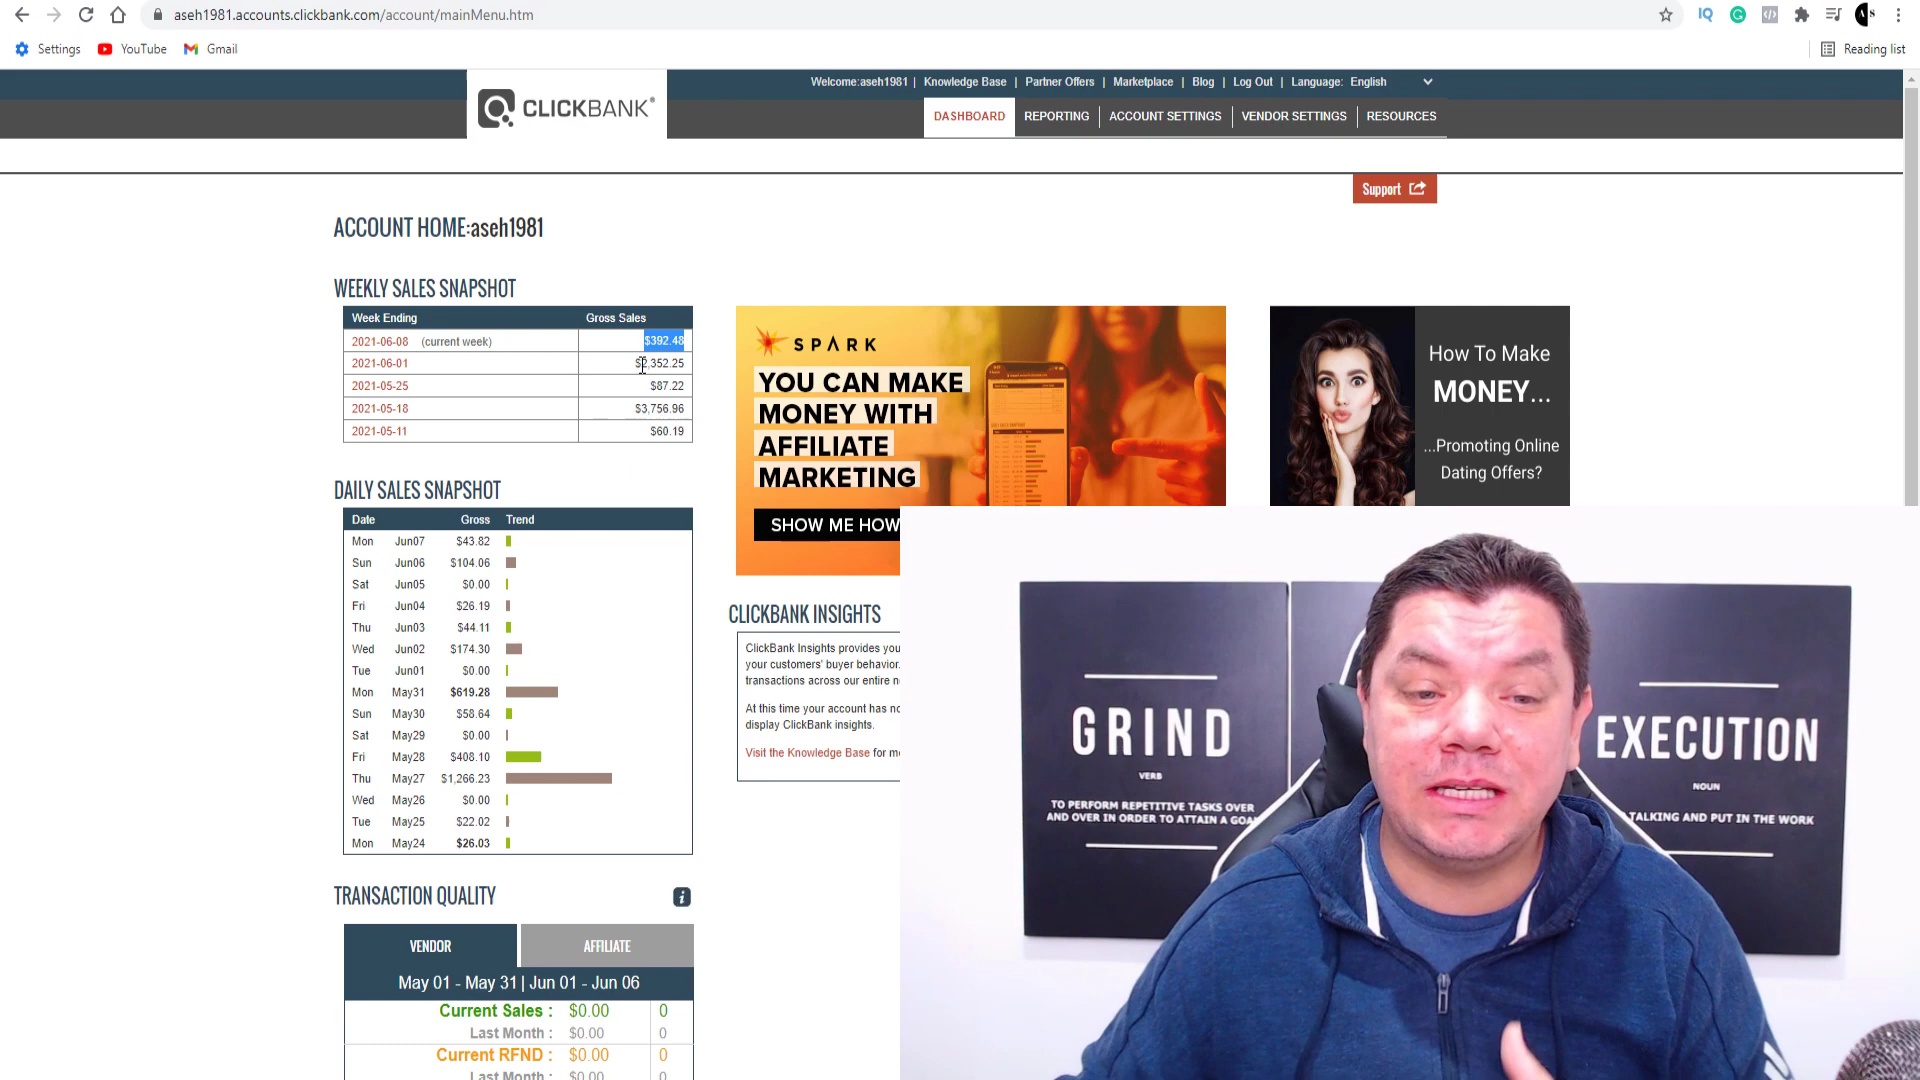 aseh1981.accounts.clickbank.com/account/mainMenu.htm
Settings YouTube Gmail Reading list
Welcome:aseh1981 | Knowledge Base | Partner Offers | Marketplace | Blog | Log Out | Language: English
CLICKBANK®
DASHBOARD REPORTING ACCOUNT SETTINGS VENDOR SETTINGS RESOURCES
Support
ACCOUNT HOME:aseh1981
WEEKLY SALES SNAPSHOT
Week Ending Gross Sales
2021-06-08 (current week) $392.48
2021-06-01 $2,352.25
2021-05-25 $87.22
2021-05-18 $3,756.96
2021-05-11 $60.19
SPARK
YOU CAN MAKE
MONEY WITH
AFFILIATE
MARKETING
SHOW ME HOW
How To Make
MONEY...
...Promoting Online
Dating Offers?
DAILY SALES SNAPSHOT
Date Gross Trend
Mon Jun07 $43.82
Sun Jun06 $104.06
Sat Jun05 $0.00
Fri Jun04 $26.19
Thu Jun03 $44.11
Wed Jun02 $174.30
Tue Jun01 $0.00
Mon May31 $619.28
Sun May30 $58.64
Sat May29 $0.00
Fri May28 $408.10
Thu May27 $1,266.23
Wed May26 $0.00
Tue May25 $22.02
Mon May24 $26.03
CLICKBANK INSIGHTS
ClickBank Insights provides you
your customers' buyer behavior.
transactions across our entire
At this time your account has
display ClickBank insights.
Visit the Knowledge Base for
GRIND
VERB
TO PERFORM REPETITIVE TASKS OVER
AND OVER IN ORDER TO ATTAIN A
EXECUTION
NOUN
TALKING AND PUT IN THE WORK
TRANSACTION QUALITY
VENDOR AFFILIATE
May 01 - May 31 | Jun 01 - Jun 06
Current Sales : $0.00 0
Last Month : $0.00 0
Current RFND : $0.00 0
Last Month : $0.00 0